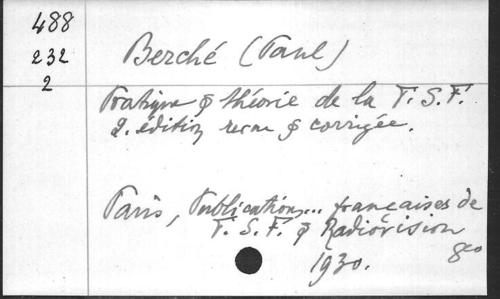 488
232
2
Berché (Paul)
Pratique & théorie de la T.S.F.
2. édition revue & corrigée.
Paris, Publications... françaises de
T.S.F. & Radiovision
1930. 8co